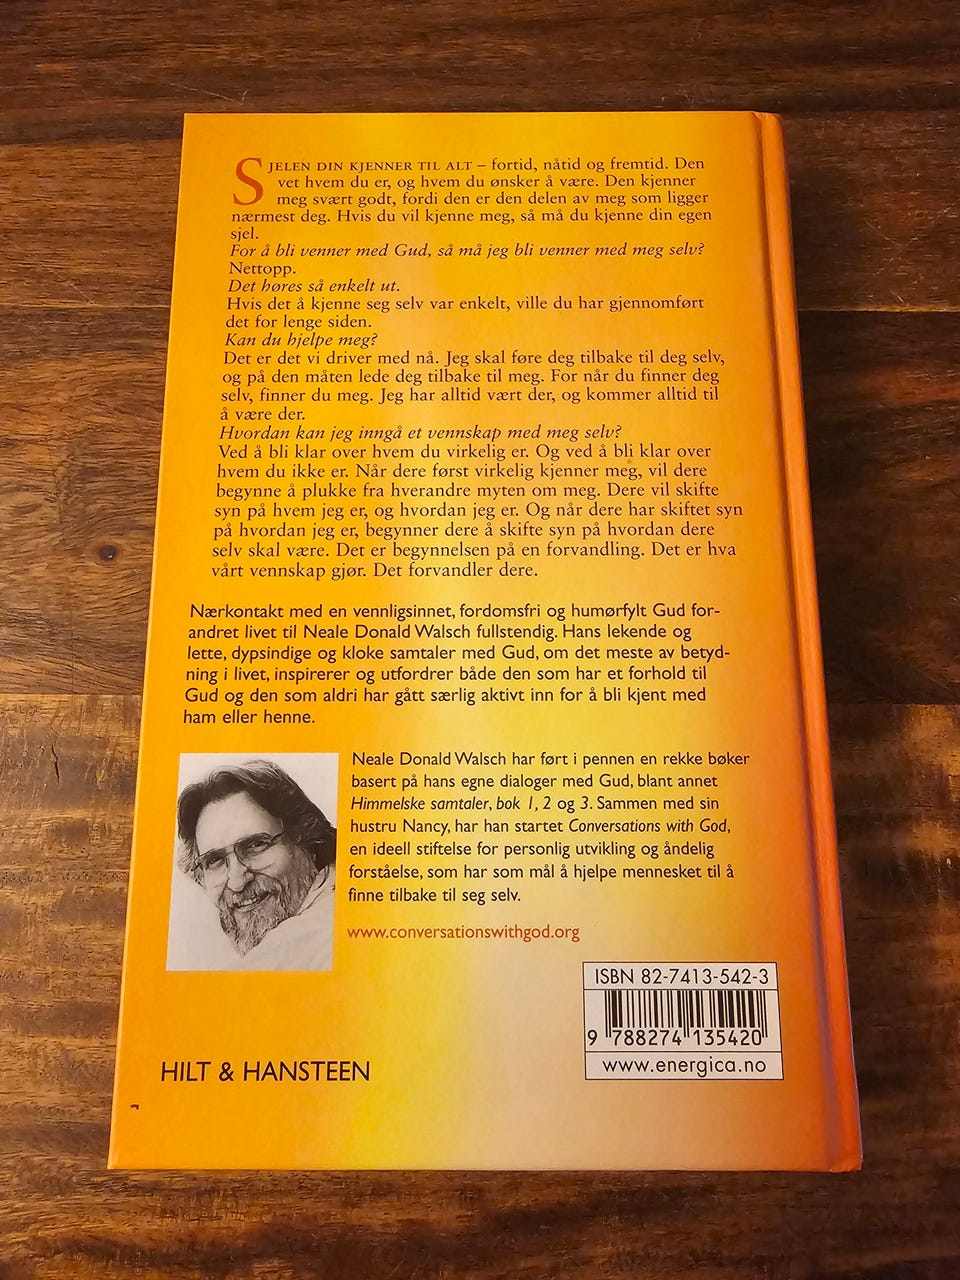 SJELEN DIN KJENNER TIL ALT – fortid, nåtid og fremtid. Den
vet hvem du er, og hvem du ønsker å være. Den kjenner
meg svært godt, fordi den er den delen av meg som ligger
nærmest deg. Hvis du vil kjenne meg, så må du kjenne din egen
sjel.
For å bli venner med Gud, så må jeg bli venner med meg selv?
Nettopp.
Det høres så enkelt ut.
Hvis det å kjenne seg selv var enkelt, ville du har gjennomført
det for lenge siden.
Kan du hjelpe meg?
Det er det vi driver med nå. Jeg skal føre deg tilbake til deg selv,
og på den måten lede deg tilbake til meg. For når du finner deg
selv, finner du meg. Jeg har alltid vært der, og kommer alltid til
å være der.
Hvordan kan jeg inngå et vennskap med meg selv?
Ved å bli klar over hvem du virkelig er. Og ved å bli klar over
hvem du ikke er. Når dere først virkelig kjenner meg, vil dere
begynne å plukke fra hverandre myten om meg. Dere vil skifte
syn på hvem jeg er, og hvordan jeg er. Og når dere har skiftet syn
på hvordan jeg er, begynner dere å skifte syn på hvordan dere
selv skal være. Det er begynnelsen på en forvandling. Det er hva
vårt vennskap gjør. Det forvandler dere.
Nærkontakt med en vennligsinnet, fordomsfri og humørfylt Gud for-
andret livet til Neale Donald Walsch fullstendig. Hans lekende og
lette, dypsindige og kloke samtaler med Gud, om det meste av betyd-
ning i livet, inspirerer og utfordrer både den som har et forhold til
Gud og den som aldri har gått særlig aktivt inn for å bli kjent med
ham eller henne.
Neale Donald Walsch har ført i pennen en rekke bøker
basert på hans egne dialoger med Gud, blant annet
Himmelske samtaler, bok 1, 2 og 3. Sammen med sin
hustru Nancy, har han startet Conversations with God,
en ideell stiftelse for personlig utvikling og åndelig
forståelse, som har som mål å hjelpe mennesket til å
finne tilbake til seg selv.
www.conversationswithgod.org
ISBN 82-7413-542-3
9 788274 135420
www.energica.no
HILT & HANSTEEN